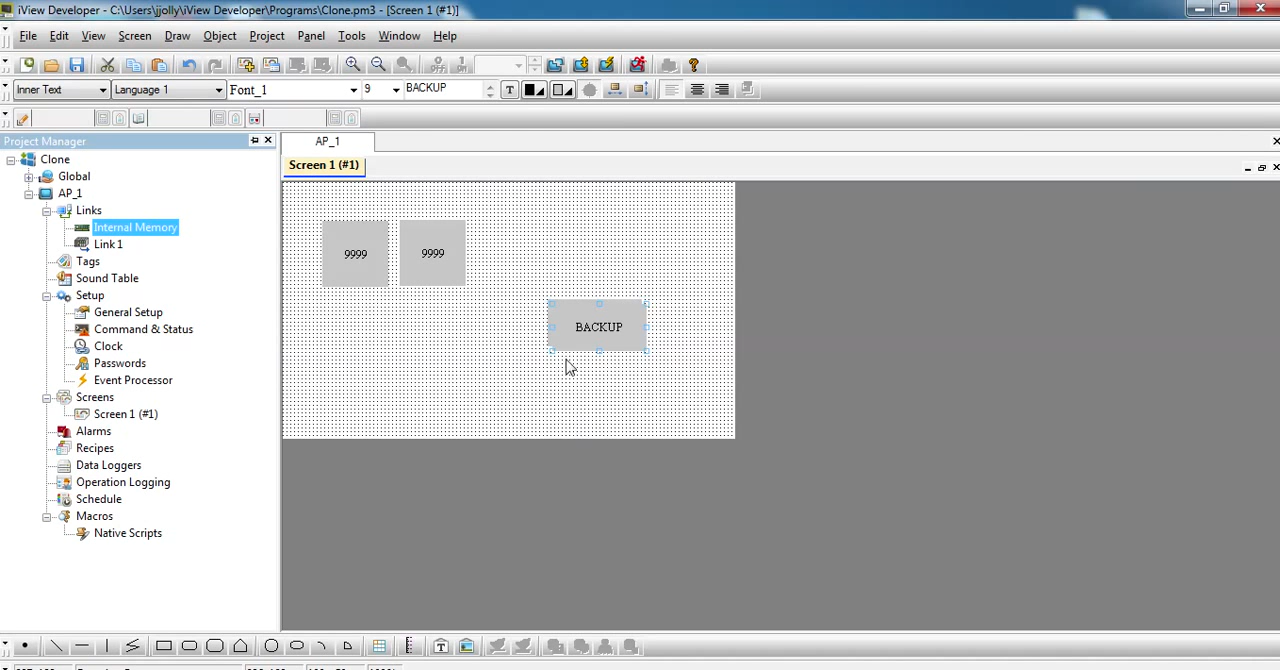 iView Developer - C:\Users\jjolly\iView Developer\Programs\Clone.pm3 - [Screen 1 (#1)]
File Edit View Screen Draw Object Project Panel Tools Window Help
Inner Text Language 1 Font_1 9 BACKUP T
Project Manager
AP_1
Screen 1 (#1)
Clone
Global
AP_1
Links
Internal Memory
Link 1
Tags
Sound Table
Setup
General Setup
Command & Status
Clock
Passwords
Event Processor
Screens
Screen 1 (#1)
Alarms
Recipes
Data Loggers
Operation Logging
Schedule
Macros
Native Scripts
9999 9999
BACKUP